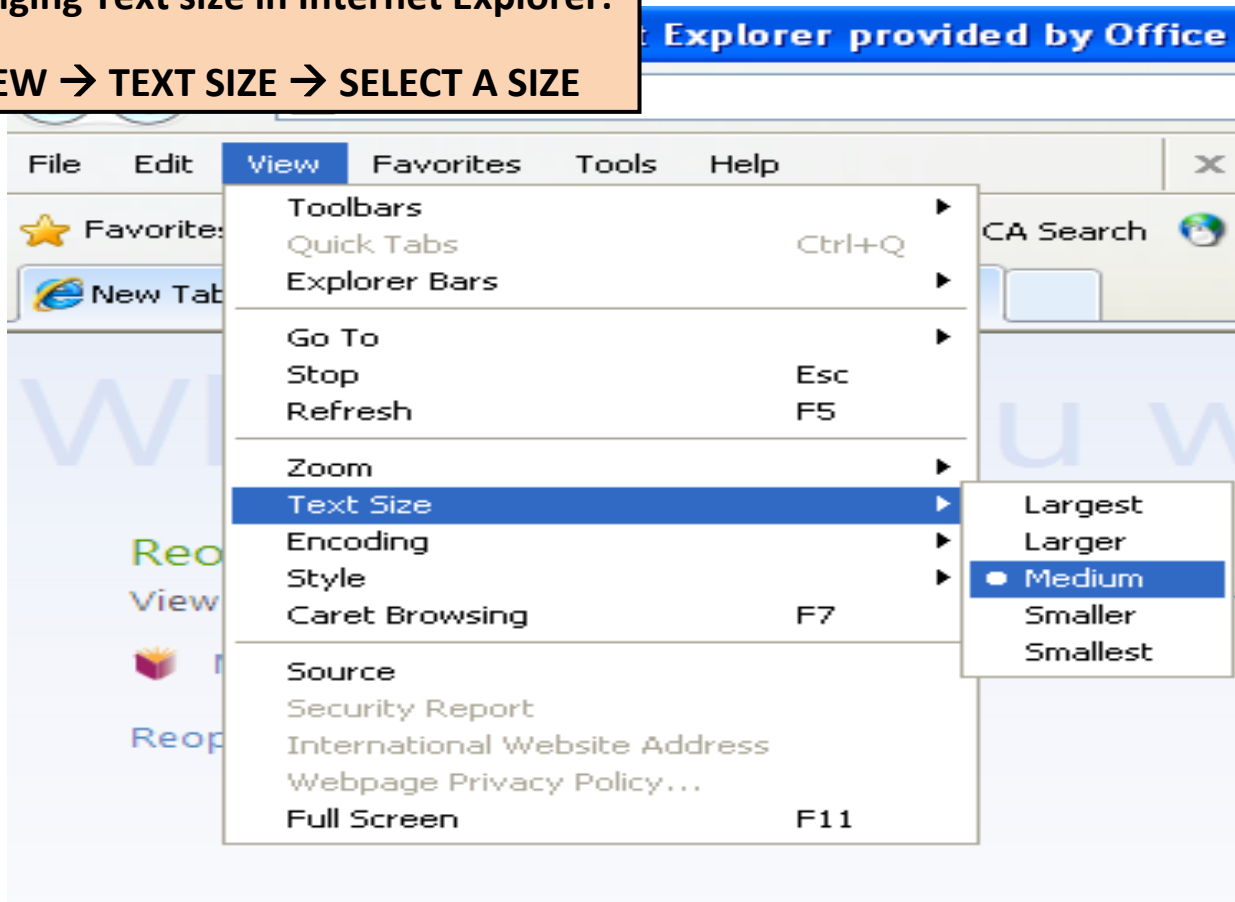 ging Text size in Internet Explorer:
EW → TEXT SIZE → SELECT A SIZE
Explorer provided by Office
File Edit View Favorites Tools Help
Favorites
CA Search
New Tab
Toolbars
Quick Tabs Ctrl+Q
Explorer Bars
Go To
Stop Esc
Refresh F5
Zoom
Text Size
Encoding
Style
Caret Browsing F7
Source
Security Report
International Website Address
Webpage Privacy Policy...
Full Screen F11
Largest
Larger
Medium
Smaller
Smallest
Reo
View
Reop